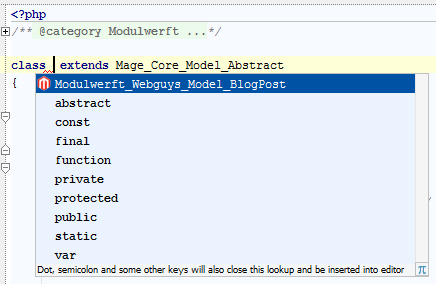 <?php
/** @category Modulwerft ...*/
class extends Mage_Core_Model_Abstract
{
Modulwerft_Webguys_Model_BlogPost
abstract
const
final
function
private
protected
public
static
var
Dot, semicolon and some other keys will also close this lookup and be inserted into editor
π